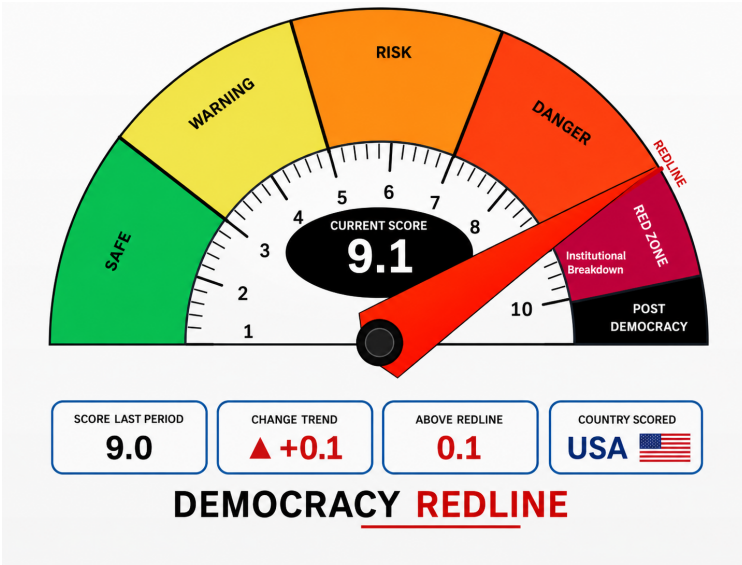 SAFE
WARNING
RISK
DANGER
REDLINE
RED ZONE
Institutional
Breakdown
POST
DEMOCRACY
1
2
3
4
5
6
7
8
10
CURRENT SCORE
9.1
SCORE LAST PERIOD
9.0
CHANGE TREND
▲ +0.1
ABOVE REDLINE
0.1
COUNTRY SCORED
USA
DEMOCRACY REDLINE